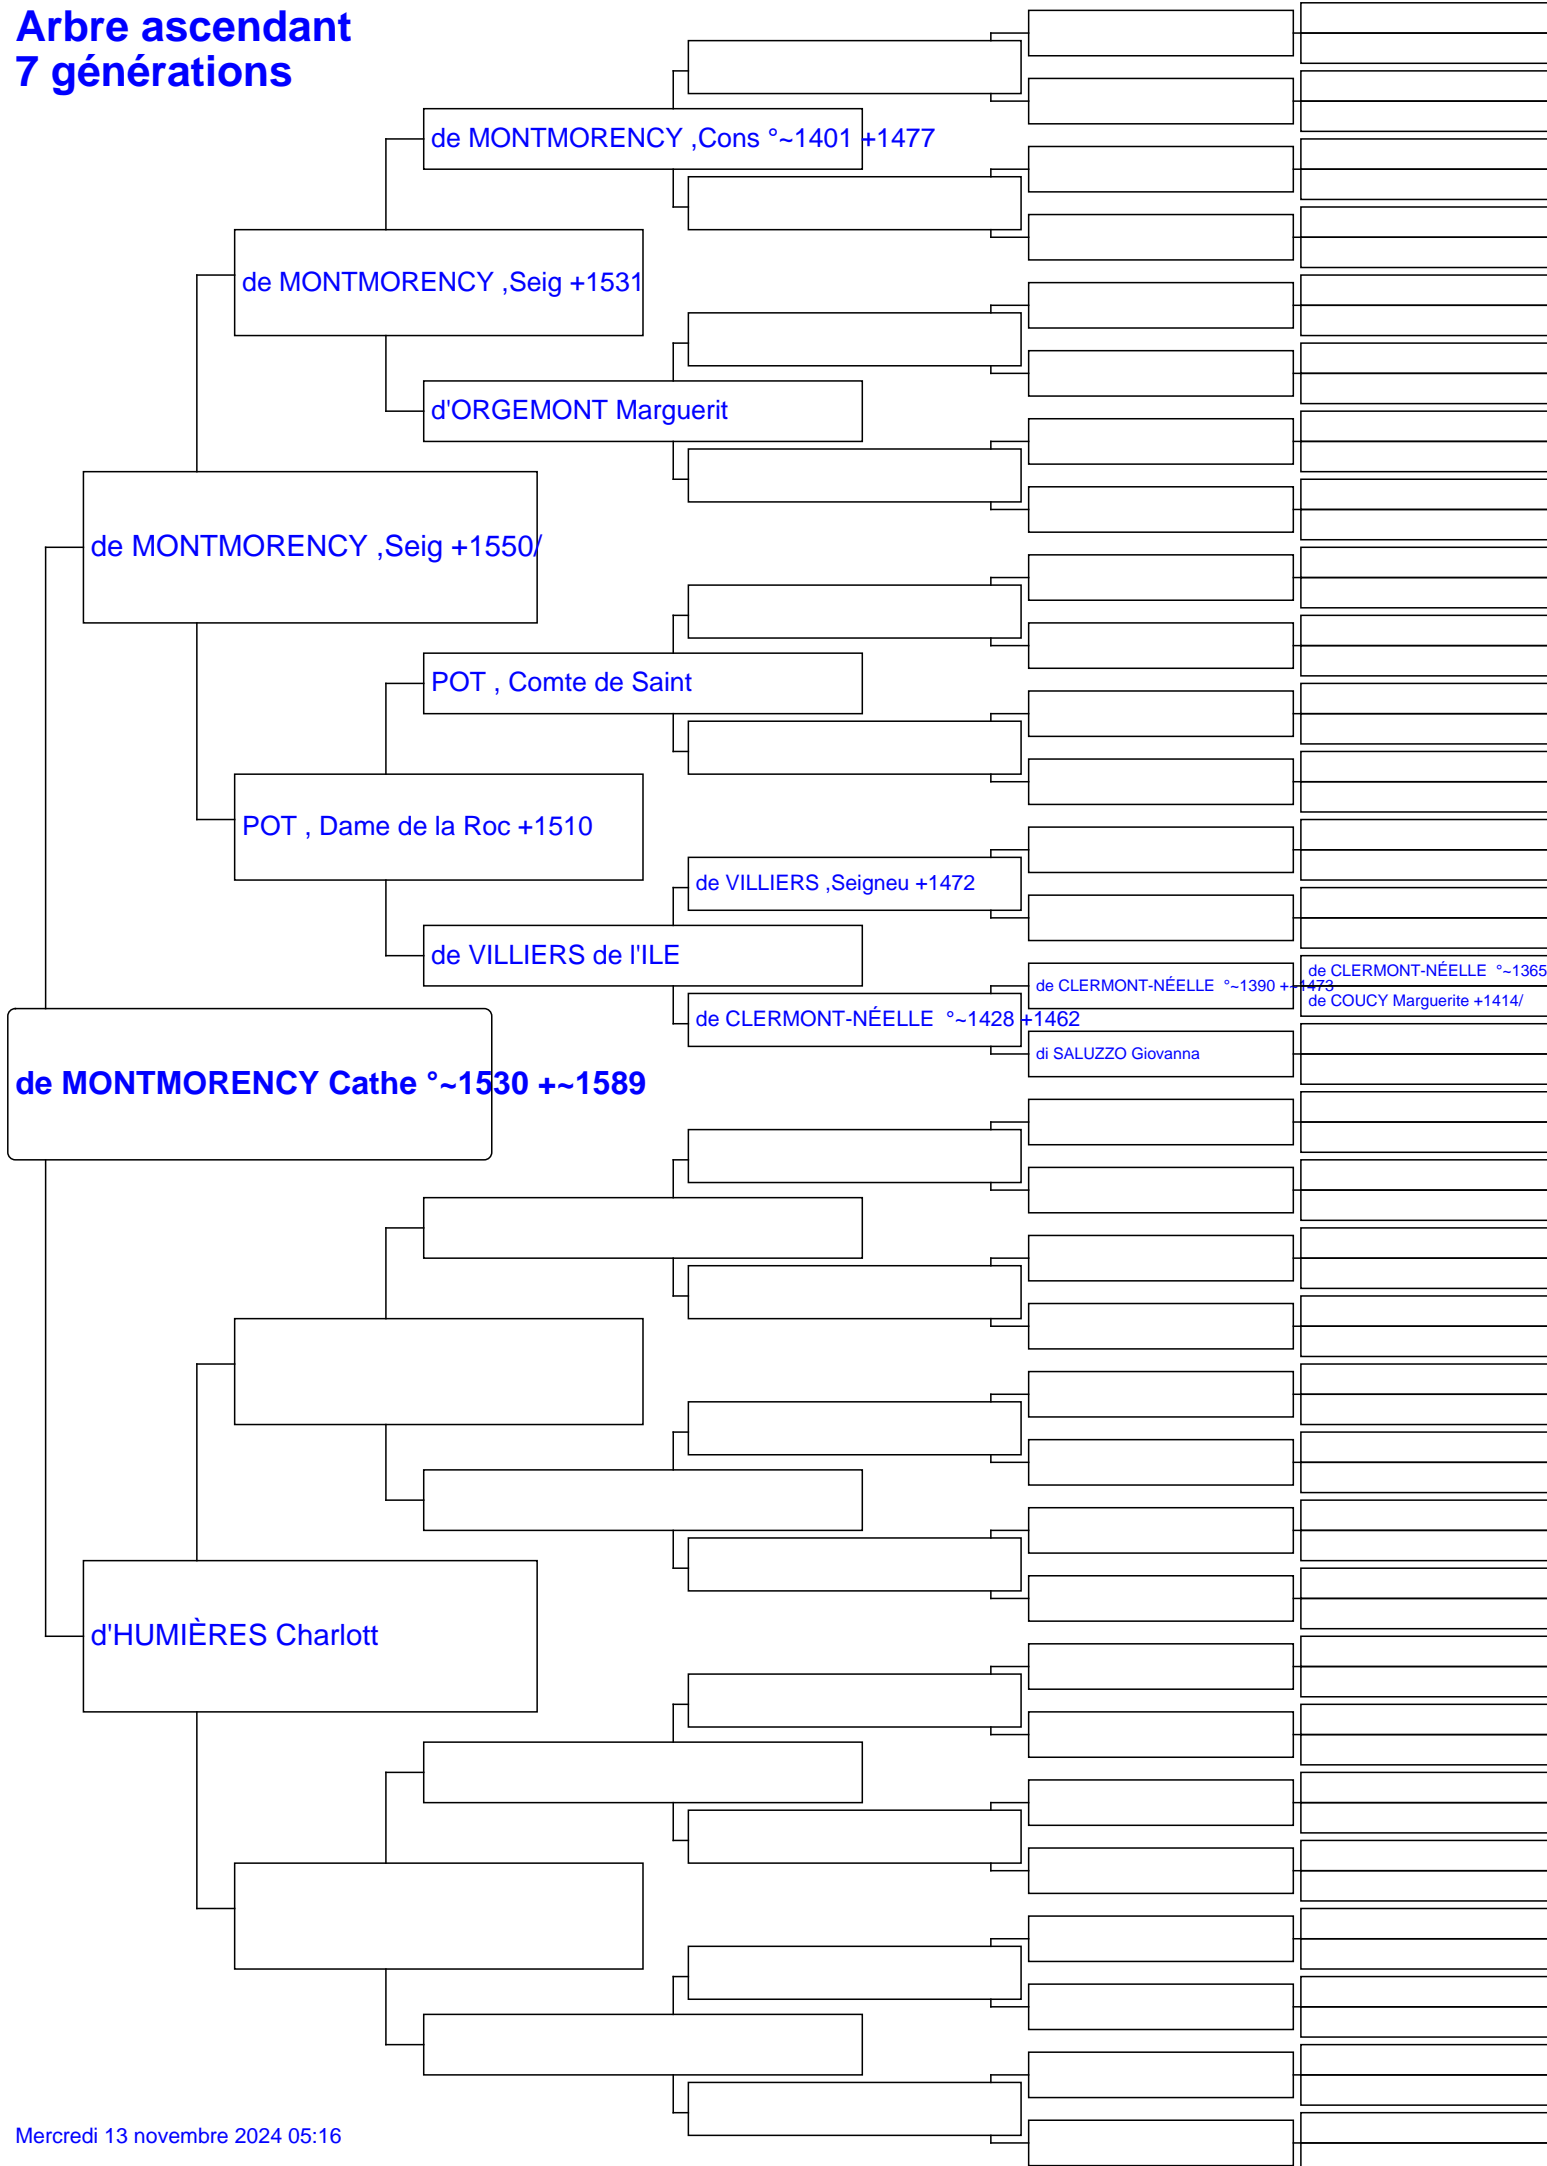 Arbre ascendant
7 générations
de MONTMORENCY ,Cons °~1401 +1477
de MONTMORENCY ,Seig +1531
d'ORGEMONT Marguerit
de MONTMORENCY ,Seig +1550/
POT , Comte de Saint
POT , Dame de la Roc +1510
de VILLIERS ,Seigneu +1472
de VILLIERS de l'ILE
de CLERMONT-NÉELLE °~1365
de CLERMONT-NÉELLE °~1390 +~1473
de COUCY Marguerite +1414/
de CLERMONT-NÉELLE °~1428 +1462
di SALUZZO Giovanna
de MONTMORENCY Cathe °~1530 +~1589
d'HUMIÈRES Charlott
Mercredi 13 novembre 2024 05:16